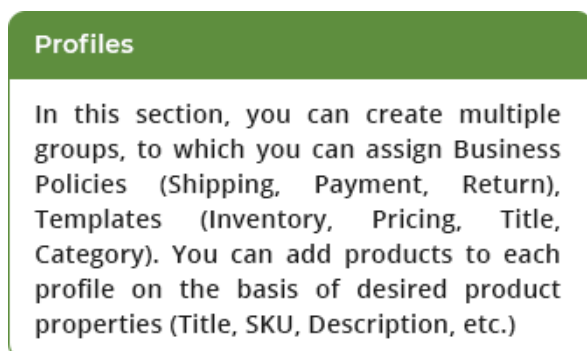 Profiles
In this section, you can create multiple
groups, to which you can assign Business
Policies (Shipping, Payment, Return),
Templates (Inventory, Pricing, Title,
Category). You can add products to each
profile on the basis of desired product
properties (Title, SKU, Description, etc.)